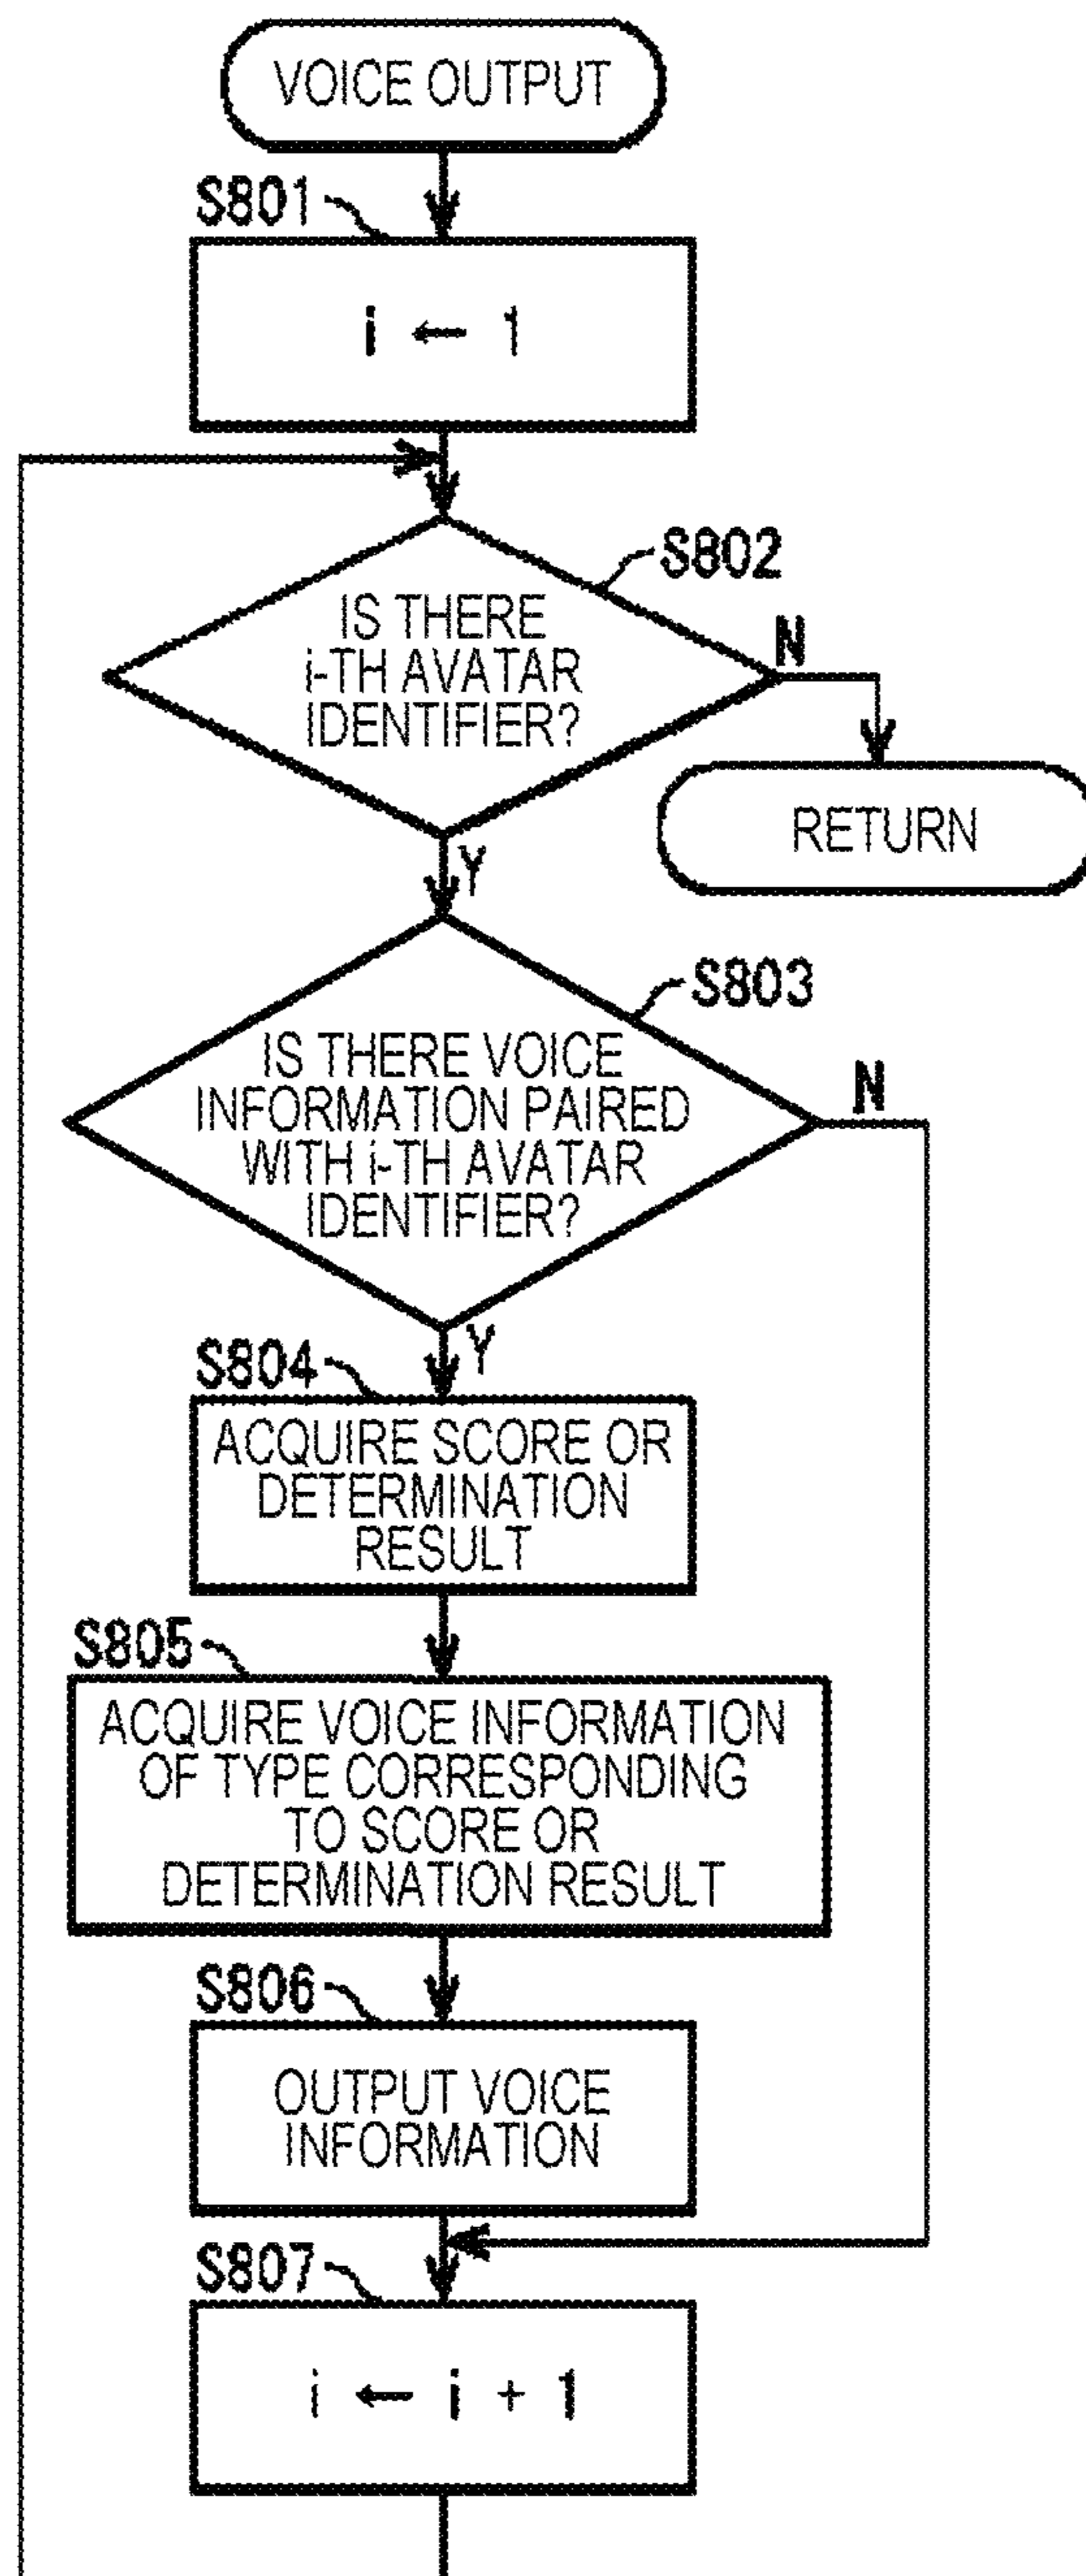 VOICE OUTPUT
S801
i ← 1
S802
IS THERE
i-TH AVATAR
IDENTIFIER?
N
RETURN
Y
S803
IS THERE VOICE
INFORMATION PAIRED
WITH i-TH AVATAR
IDENTIFIER?
N
Y
S804
ACQUIRE SCORE OR
DETERMINATION
RESULT
S805
ACQUIRE VOICE INFORMATION
OF TYPE CORRESPONDING
TO SCORE OR
DETERMINATION RESULT
S806
OUTPUT VOICE
INFORMATION
S807
i ← i + 1